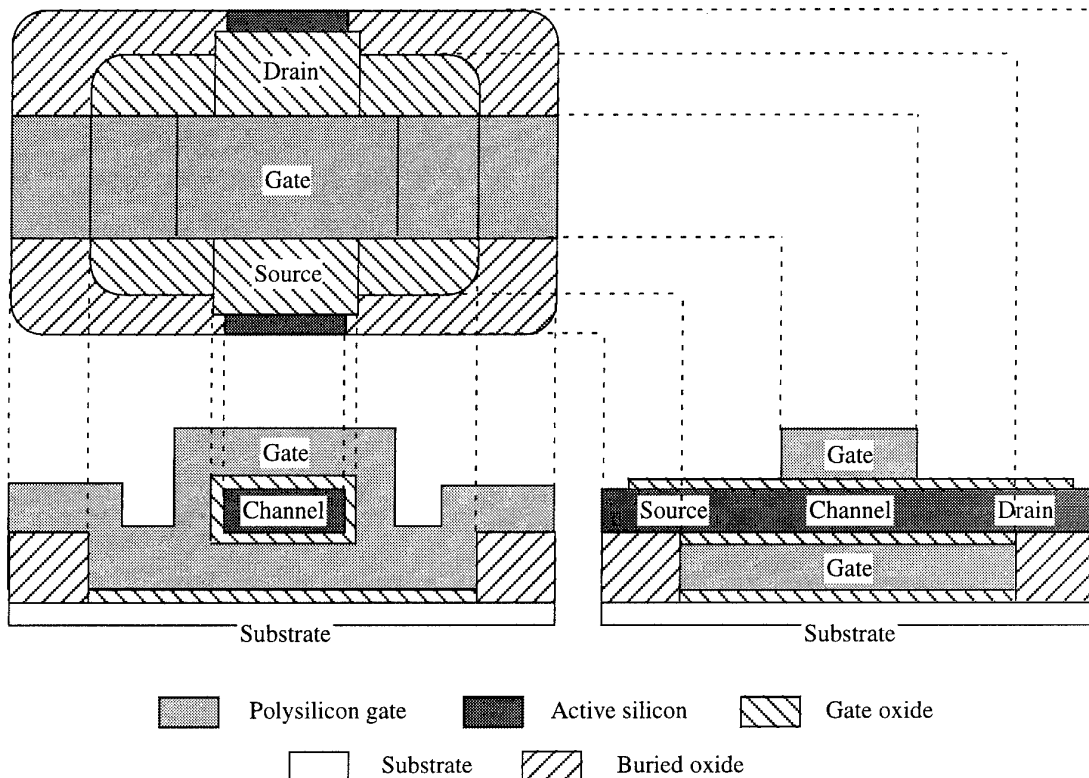 Drain
Gate
Source
Gate
Channel
Substrate
Gate
Source Channel Drain
Gate
Substrate
Polysilicon gate Active silicon Gate oxide
Substrate Buried oxide